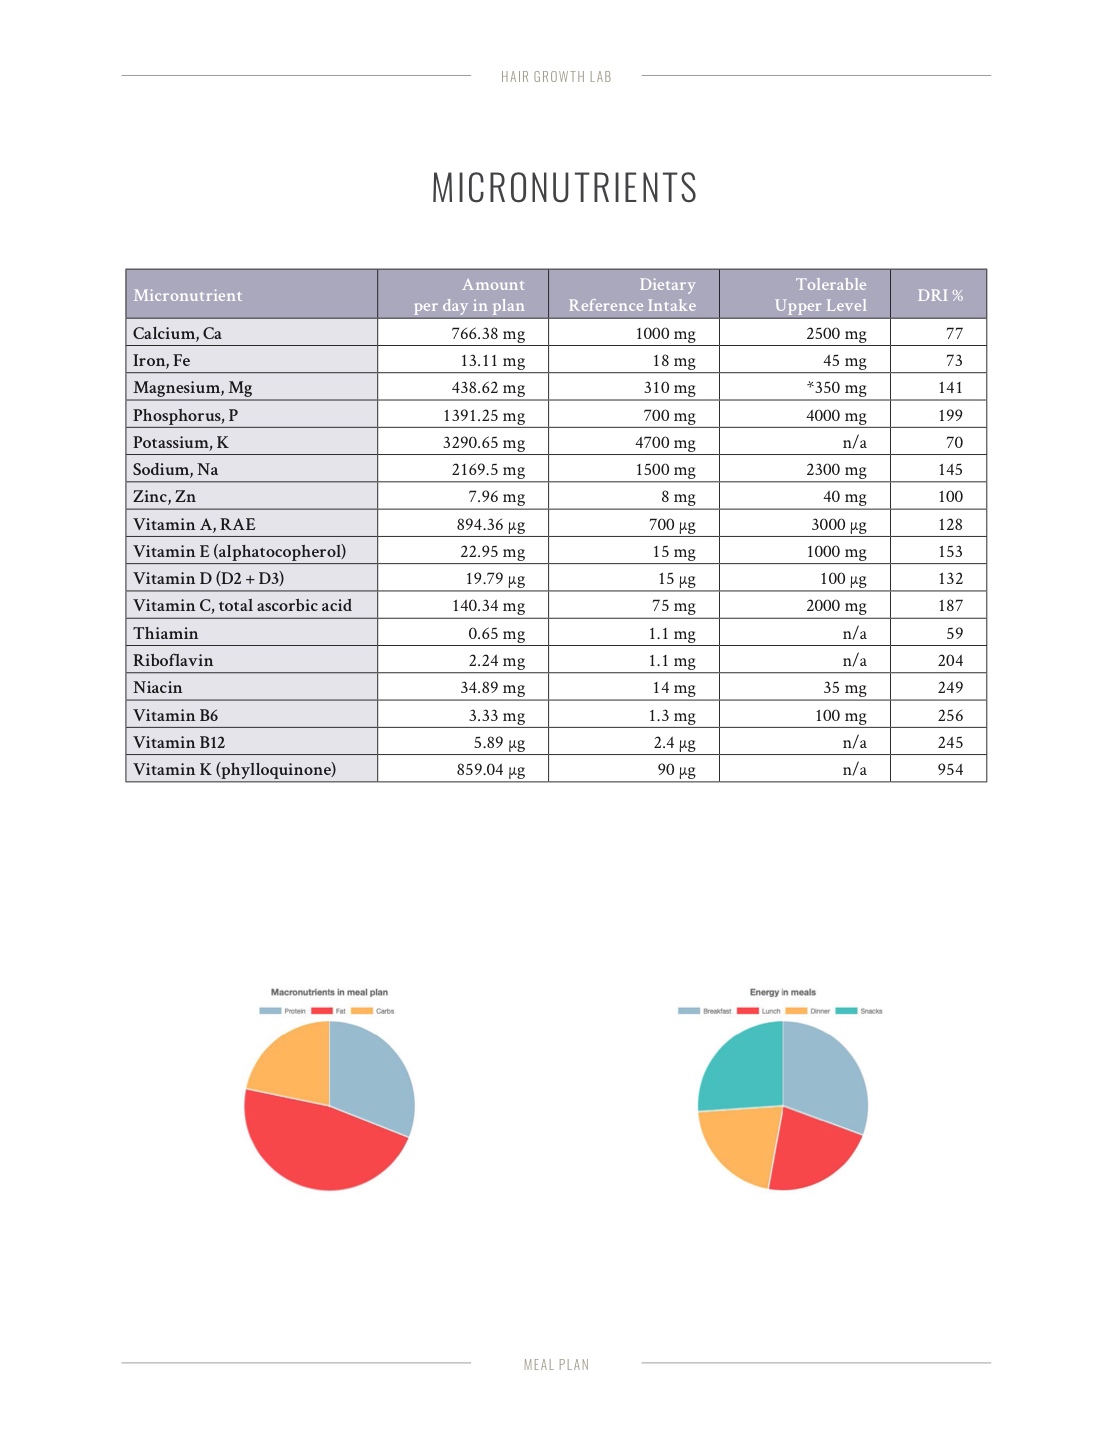 HAIR GROWTH LAB
MICRONUTRIENTS
Micronutrient Amount per day in plan Dietary Reference Intake Tolerable Upper Level DRI %
Calcium, Ca 766.38 mg 1000 mg 2500 mg 77
Iron, Fe 13.11 mg 18 mg 45 mg 73
Magnesium, Mg 438.62 mg 310 mg *350 mg 141
Phosphorus, P 1391.25 mg 700 mg 4000 mg 199
Potassium, K 3290.65 mg 4700 mg n/a 70
Sodium, Na 2169.5 mg 1500 mg 2300 mg 145
Zinc, Zn 7.96 mg 8 mg 40 mg 100
Vitamin A, RAE 894.36 µg 700 µg 3000 µg 128
Vitamin E (alphatocopherol) 22.95 mg 15 mg 1000 mg 153
Vitamin D (D2 + D3) 19.79 µg 15 µg 100 µg 132
Vitamin C, total ascorbic acid 140.34 mg 75 mg 2000 mg 187
Thiamin 0.65 mg 1.1 mg n/a 59
Riboflavin 2.24 mg 1.1 mg n/a 204
Niacin 34.89 mg 14 mg 35 mg 249
Vitamin B6 3.33 mg 1.3 mg 100 mg 256
Vitamin B12 5.89 µg 2.4 µg n/a 245
Vitamin K (phylloquinone) 859.04 µg 90 µg n/a 954
Macronutrients in meal plan
Protein Fat Carbs
Energy in meals
Breakfast Lunch Dinner Snacks
MEAL PLAN